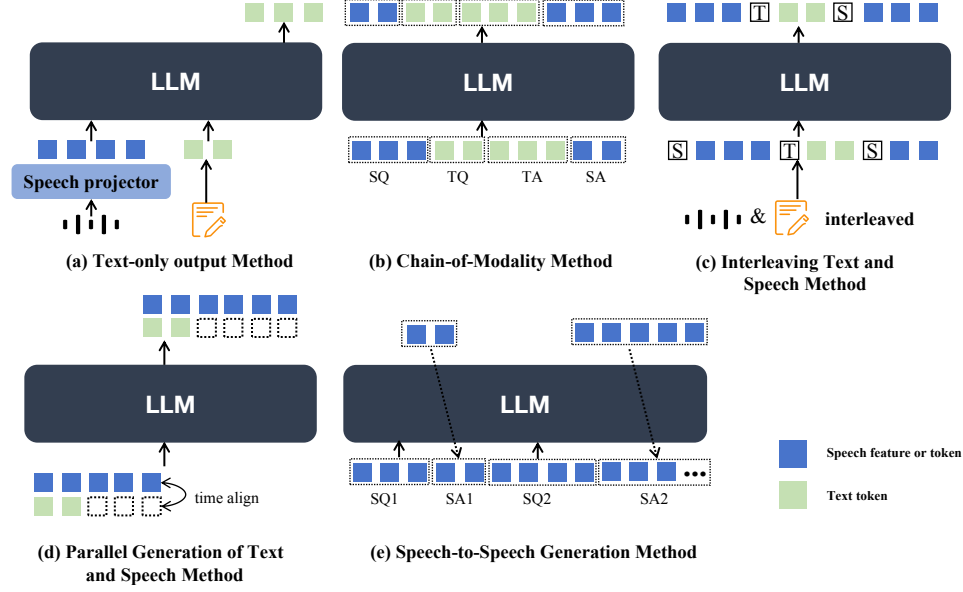 T
S
LLM
LLM
LLM
S
T
S
Speech projector
SQ
TQ
TA
SA
&
interleaved
(a) Text-only output Method
(b) Chain-of-Modality Method
(c) Interleaving Text and
Speech Method
LLM
LLM
Speech feature or token
time align
SQ1
SA1
SQ2
SA2
Text token
(d) Parallel Generation of Text
and Speech Method
(e) Speech-to-Speech Generation Method